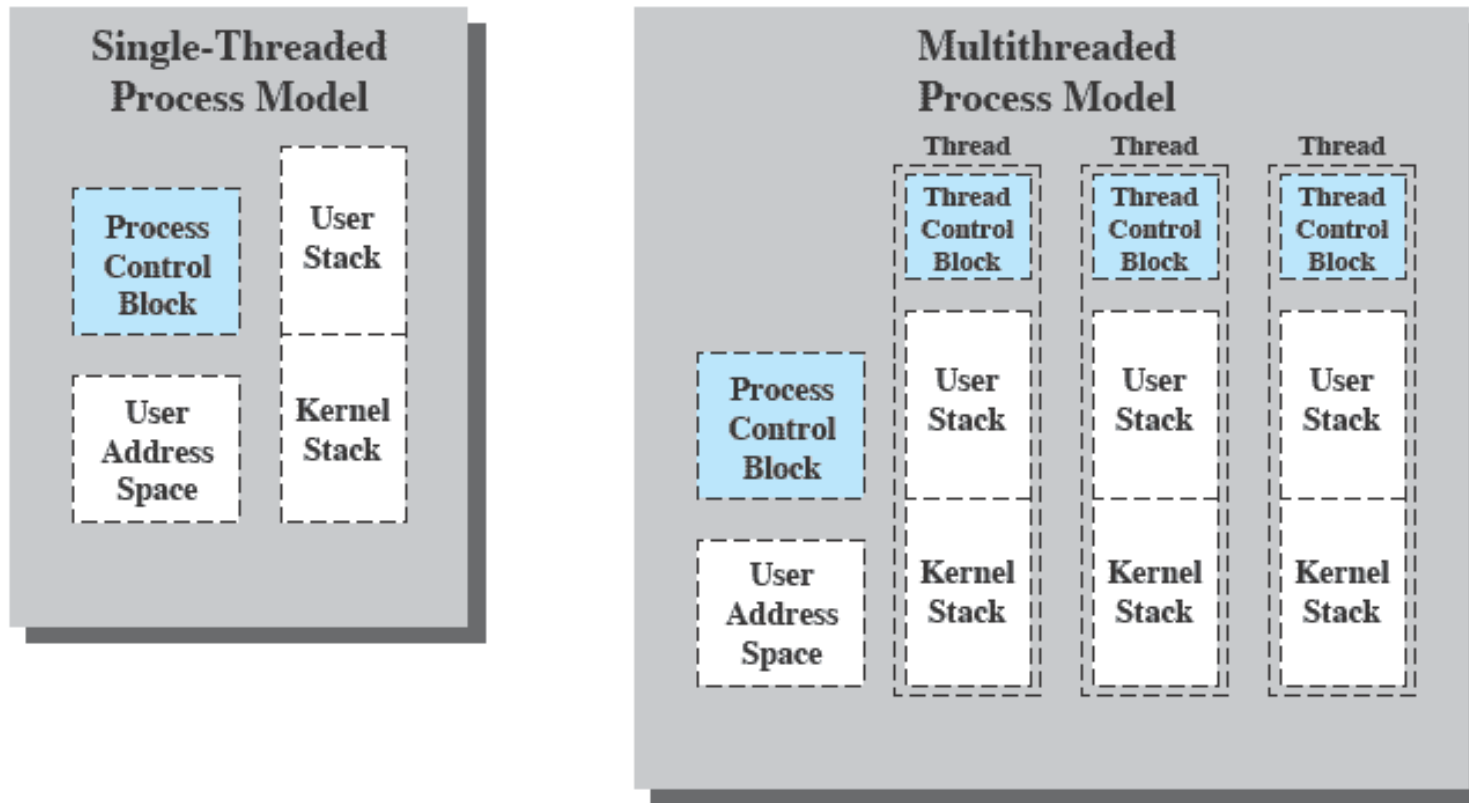 Single-Threaded
Process Model
Process
Control
Block
User
Stack
User
Address
Space
Kernel
Stack
Multithreaded
Process Model
Thread
Thread
Thread
Thread
Control
Block
Thread
Control
Block
Thread
Control
Block
Process
Control
Block
User
Stack
User
Stack
User
Stack
User
Address
Space
Kernel
Stack
Kernel
Stack
Kernel
Stack